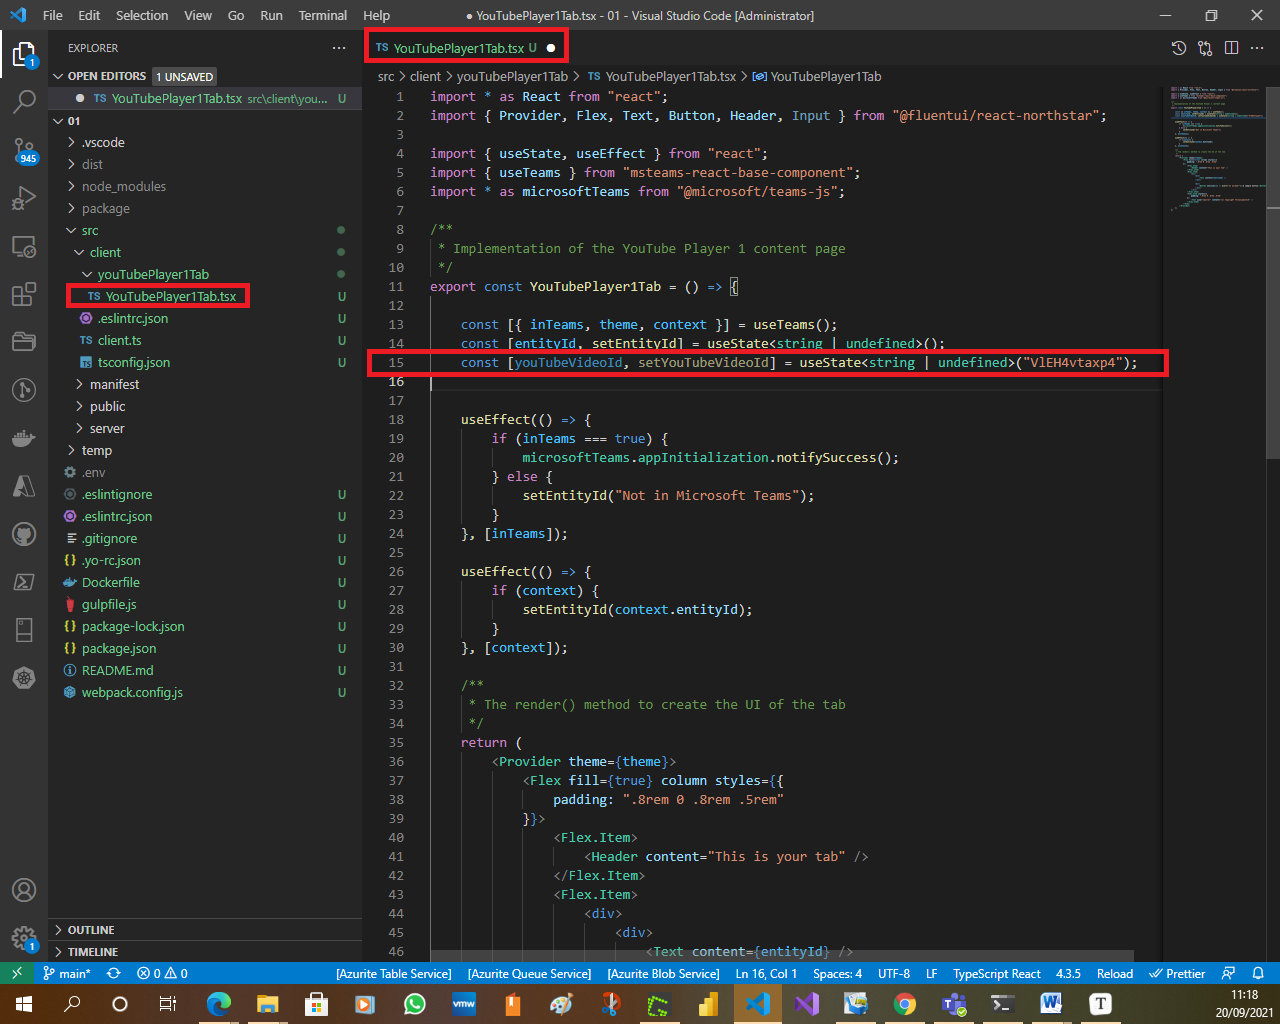 File Edit Selection View Go Run Terminal Help ● YouTubePlayer1Tab.tsx - 01 - Visual Studio Code [Administrator]
EXPLORER
OPEN EDITORS 1 UNSAVED
TS YouTubePlayer1Tab.tsx src\client\you... U
01
.vscode
dist
node_modules
package
src
client
youTubePlayer1Tab
TS YouTubePlayer1Tab.tsx U
.eslintrc.json U
TS client.ts U
tsconfig.json U
manifest
public
server
temp
.env
.eslintignore U
.eslintrc.json U
.gitignore U
.yo-rc.json U
Dockerfile U
gulpfile.js U
package-lock.json U
package.json U
README.md U
webpack.config.js U
OUTLINE
TIMELINE
1
945
1
TS YouTubePlayer1Tab.tsx U ●
src > client > youTubePlayer1Tab > TS YouTubePlayer1Tab.tsx > YouTubePlayer1Tab
1 import * as React from "react";
2 import { Provider, Flex, Text, Button, Header, Input } from "@fluentui/react-northstar";
3
4 import { useState, useEffect } from "react";
5 import { useTeams } from "msteams-react-base-component";
6 import * as microsoftTeams from "@microsoft/teams-js";
7
8 /**
9 * Implementation of the YouTube Player 1 content page
10 */
11 export const YouTubePlayer1Tab = () => {
12
13 const [{ inTeams, theme, context }] = useTeams();
14 const [entityId, setEntityId] = useState<string | undefined>();
15 const [youTubeVideoId, setYouTubeVideoId] = useState<string | undefined>("VlEH4vtaxp4");
16
17
18 useEffect(() => {
19 if (inTeams === true) {
20 microsoftTeams.appInitialization.notifySuccess();
21 } else {
22 setEntityId("Not in Microsoft Teams");
23 }
24 }, [inTeams]);
25
26 useEffect(() => {
27 if (context) {
28 setEntityId(context.entityId);
29 }
30 }, [context]);
31
32 /**
33 * The render() method to create the UI of the tab
34 */
35 return (
36 <Provider theme={theme}>
37 <Flex fill={true} column styles={{
38 padding: ".8rem 0 .8rem .5rem"
39 }}>
40 <Flex.Item>
41 <Header content="This is your tab" />
42 </Flex.Item>
43 <Flex.Item>
44 <div>
45 <div>
46 <Text content={entityId} />
main* 0 0 [Azurite Table Service] [Azurite Queue Service] [Azurite Blob Service] Ln 16, Col 1 Spaces: 4 UTF-8 LF TypeScript React 4.3.5 Reload Prettier
vmw T 11:18
20/09/2021